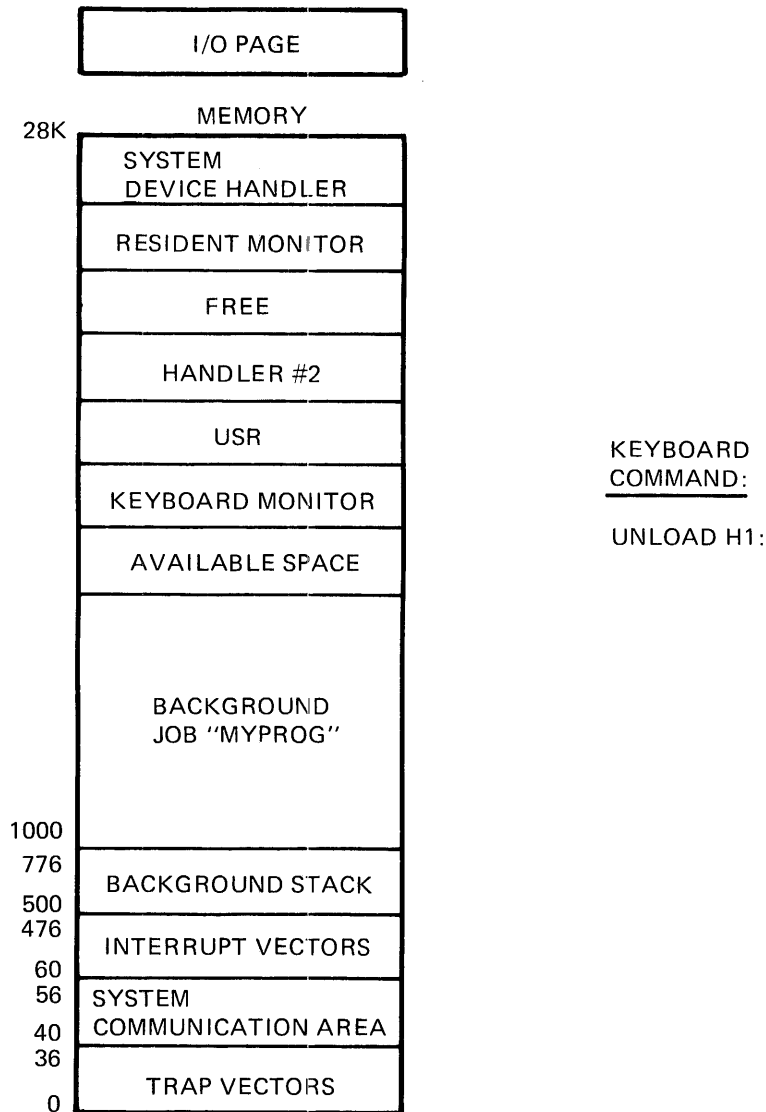 I/O PAGE
MEMORY
28K
SYSTEM
DEVICE HANDLER
RESIDENT MONITOR
FREE
HANDLER #2
USR
KEYBOARD MONITOR
AVAILABLE SPACE
KEYBOARD
COMMAND:
UNLOAD H1:
BACKGROUND
JOB "MYPROG"
1000
776
BACKGROUND STACK
500
476
INTERRUPT VECTORS
60
56
SYSTEM
COMMUNICATION AREA
40
36
TRAP VECTORS
0